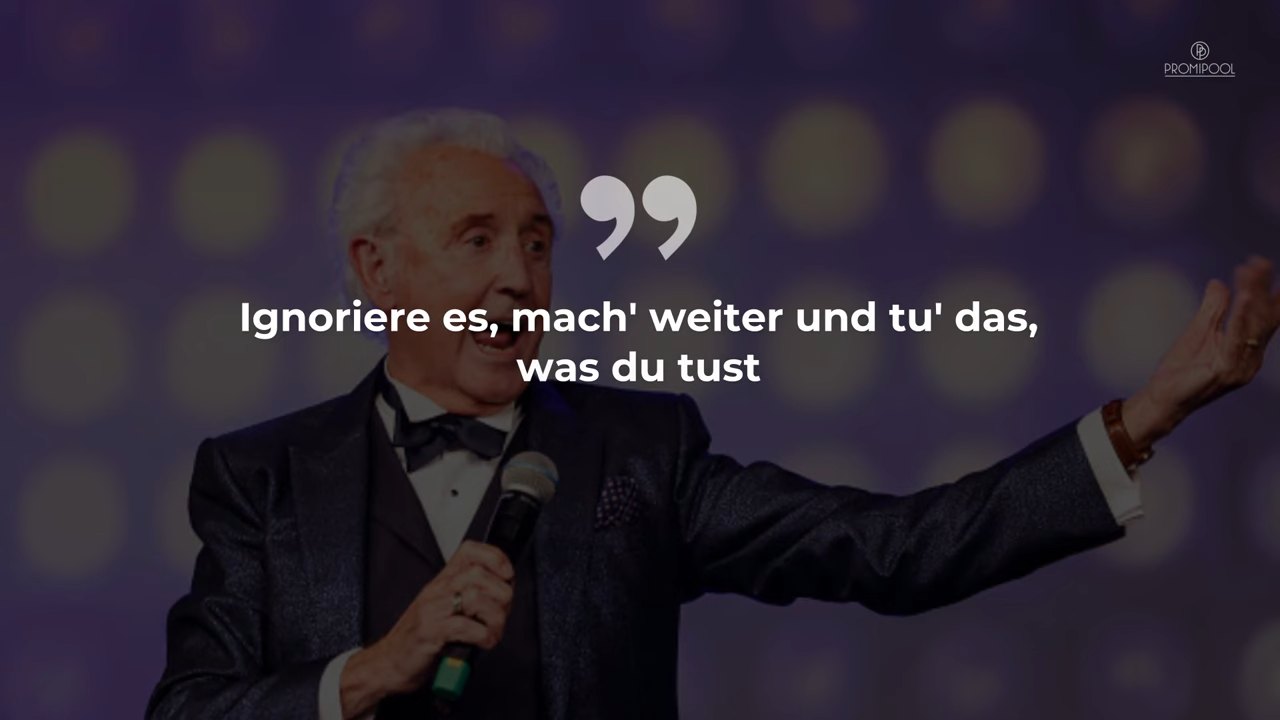 PROMIPOOL
Ignoriere es, mach' weiter und tu' das,
was du tust